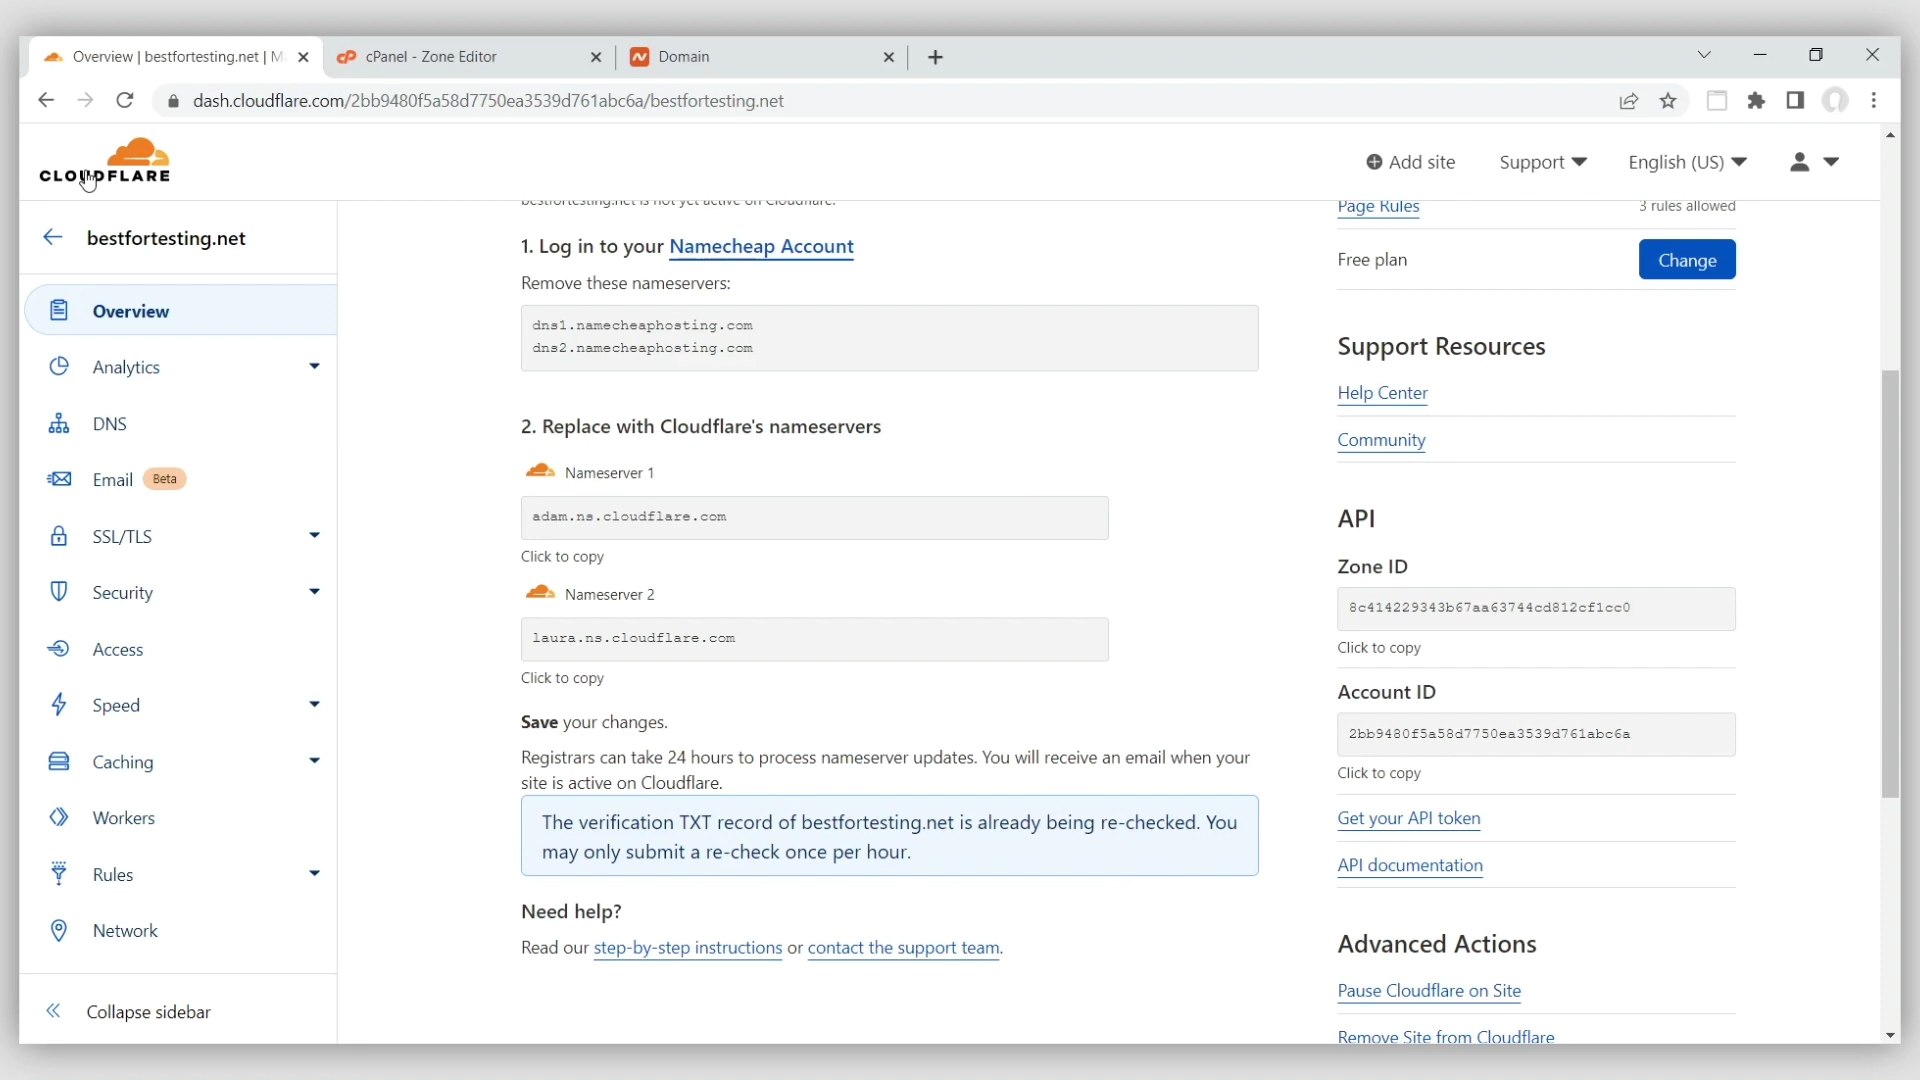 Overview | bestfortesting.net | M
cPanel - Zone Editor
Domain
dash.cloudflare.com/2bb9480f5a58d7750ea3539d761abc6a/bestfortesting.net
CLOUDFLARE
Add site
Support
English (US)
bestfortesting.net
Overview
Analytics
DNS
Email Beta
SSL/TLS
Security
Access
Speed
Caching
Workers
Rules
Network
Collapse sidebar
bestfortesting.net is not yet active on Cloudflare.
1. Log in to your Namecheap Account
Remove these nameservers:
dns1.namecheaphosting.com
dns2.namecheaphosting.com
2. Replace with Cloudflare's nameservers
Nameserver 1
adam.ns.cloudflare.com
Click to copy
Nameserver 2
laura.ns.cloudflare.com
Click to copy
Save your changes.
Registrars can take 24 hours to process nameserver updates. You will receive an email when your
site is active on Cloudflare.
The verification TXT record of bestfortesting.net is already being re-checked. You
may only submit a re-check once per hour.
Need help?
Read our step-by-step instructions or contact the support team.
Page Rules 3 rules allowed
Free plan Change
Support Resources
Help Center
Community
API
Zone ID
8c414229343b67aa63744cd812cf1cc0
Click to copy
Account ID
2bb9480f5a58d7750ea3539d761abc6a
Click to copy
Get your API token
API documentation
Advanced Actions
Pause Cloudflare on Site
Remove Site from Cloudflare